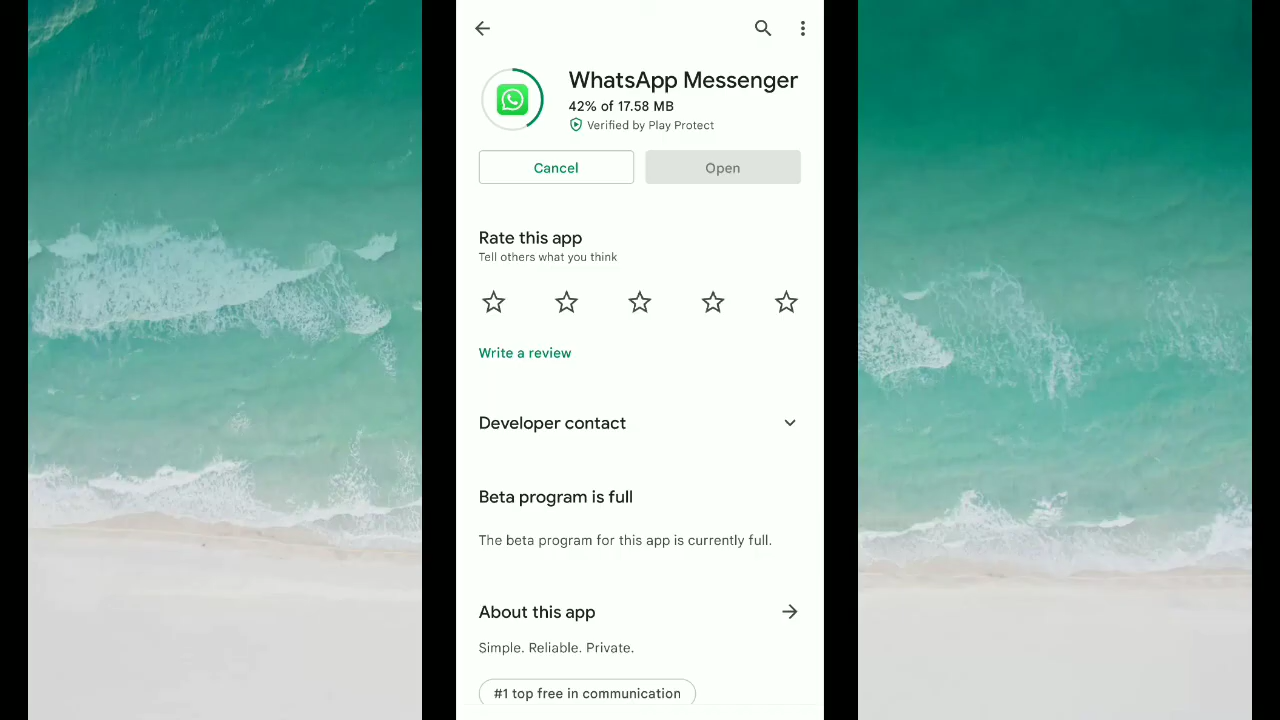 WhatsApp Messenger
42% of 17.58 MB
Verified by Play Protect
Cancel
Open
Rate this app
Tell others what you think
Write a review
Developer contact
Beta program is full
The beta program for this app is currently full.
About this app
Simple. Reliable. Private.
#1 top free in communication